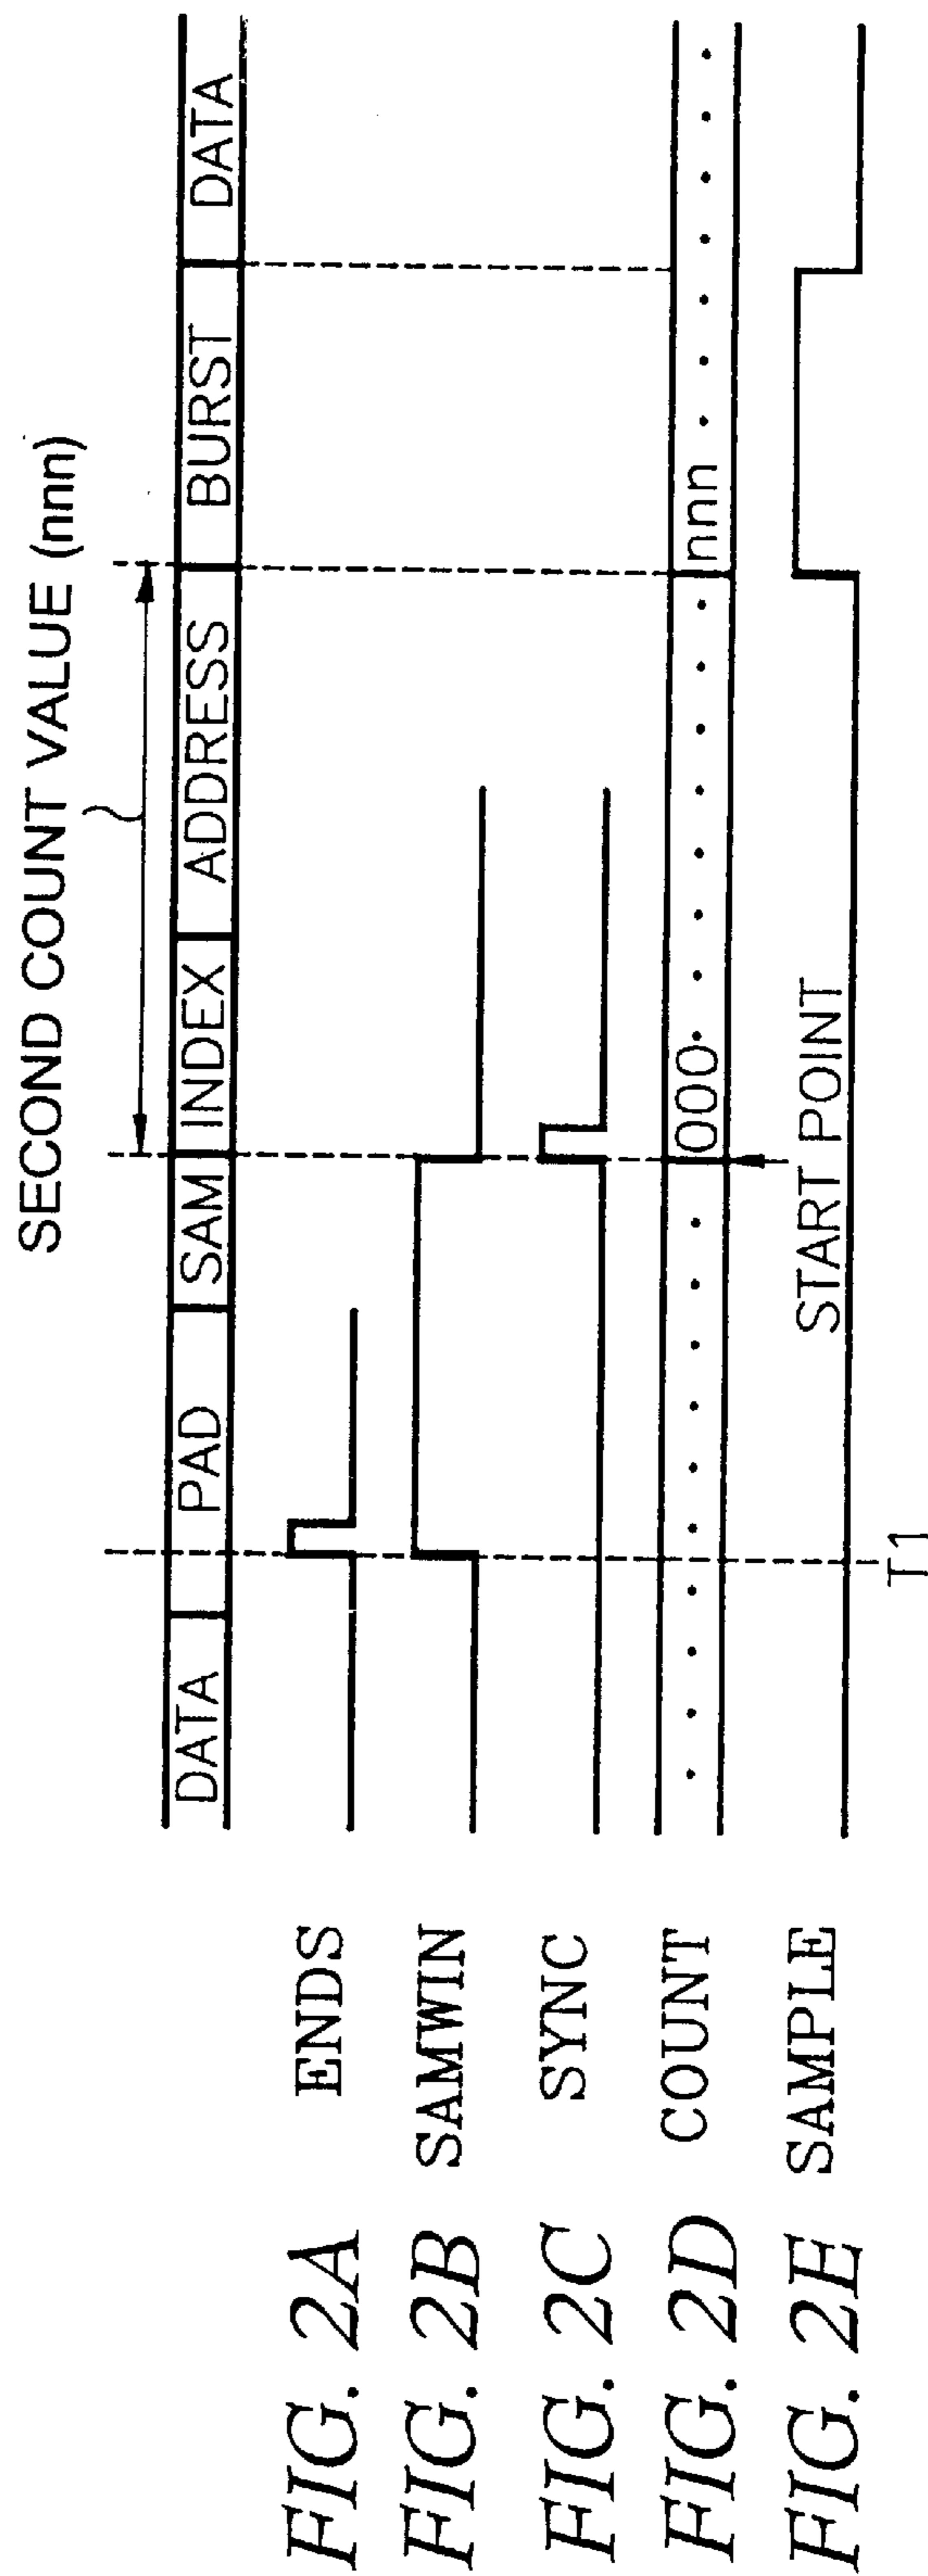 SECOND COUNT VALUE (nnn)
DATA PAD SAM INDEX ADDRESS BURST DATA
FIG. 2A ENDS
FIG. 2B SAMWIN
FIG. 2C SYNC
FIG. 2D COUNT . . . . . . . . . . 000 . . . . . . . . nnn . . . . . . .
START POINT
FIG. 2E SAMPLE
T1